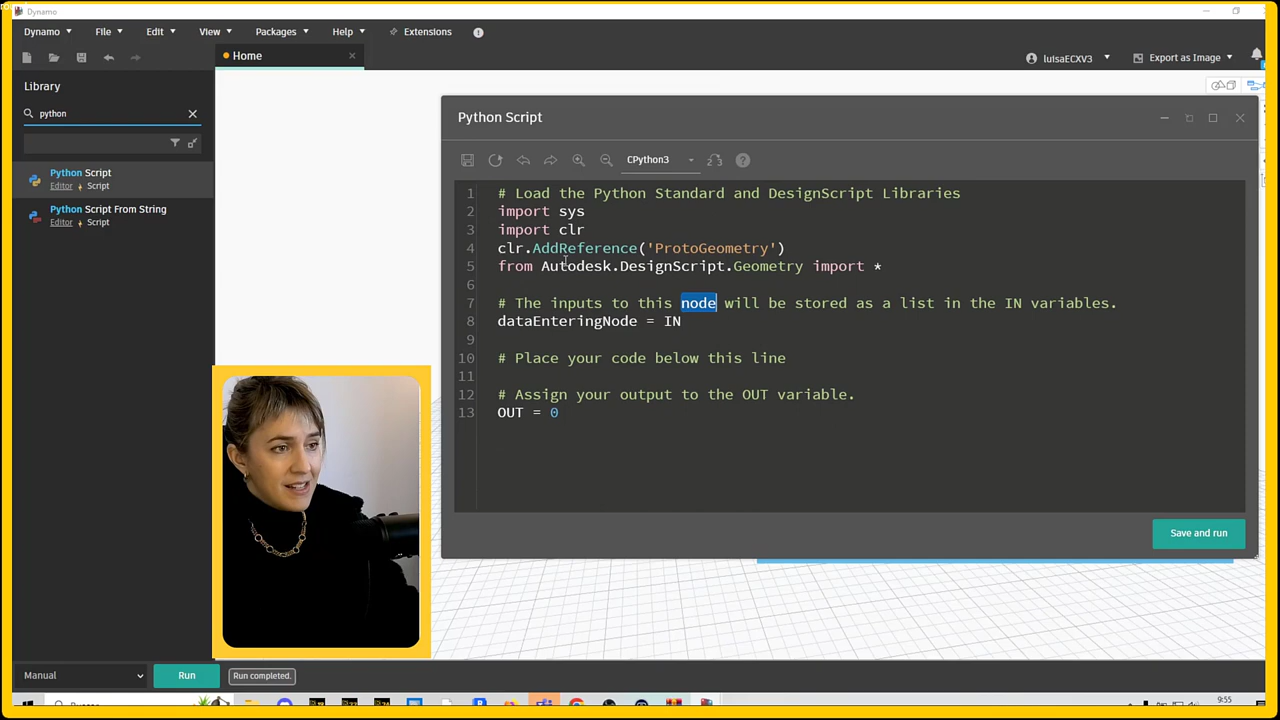 Dynamo
Dynamo File Edit View Packages Help Extensions
Home
luisaECXV3 Export as Image
Library
python
Python Script
Editor Script
Python Script From String
Editor Script
Python Script
CPython3
1 # Load the Python Standard and DesignScript Libraries
2 import sys
3 import clr
4 clr.AddReference('ProtoGeometry')
5 from Autodesk.DesignScript.Geometry import *
6
7 # The inputs to this node will be stored as a list in the IN variables.
8 dataEnteringNode = IN
9
10 # Place your code below this line
11
12 # Assign your output to the OUT variable.
13 OUT = 0
Save and run
Manual Run Run completed.
9:55